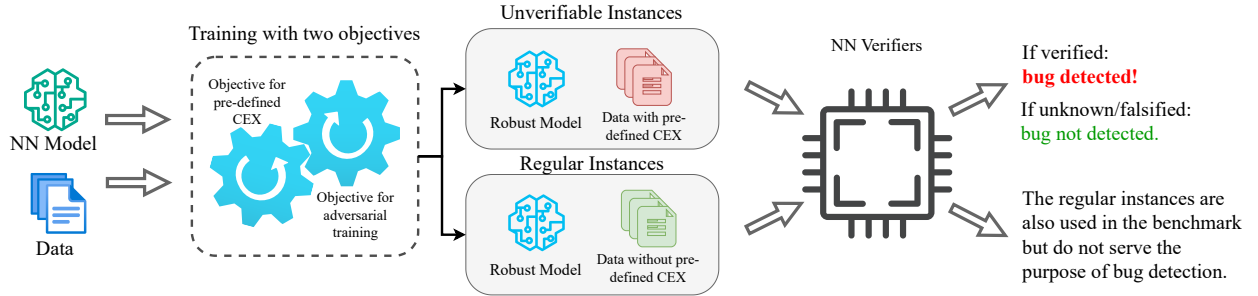 NN Model
Data
Training with two objectives
Objective for
pre-defined
CEX
Objective for
adversarial
training
Unverifiable Instances
Robust Model
Data with pre-
defined CEX
Regular Instances
Robust Model
Data without pre-
defined CEX
NN Verifiers
If verified:
bug detected!
If unknown/falsified:
bug not detected.
The regular instances are
also used in the benchmark
but do not serve the
purpose of bug detection.